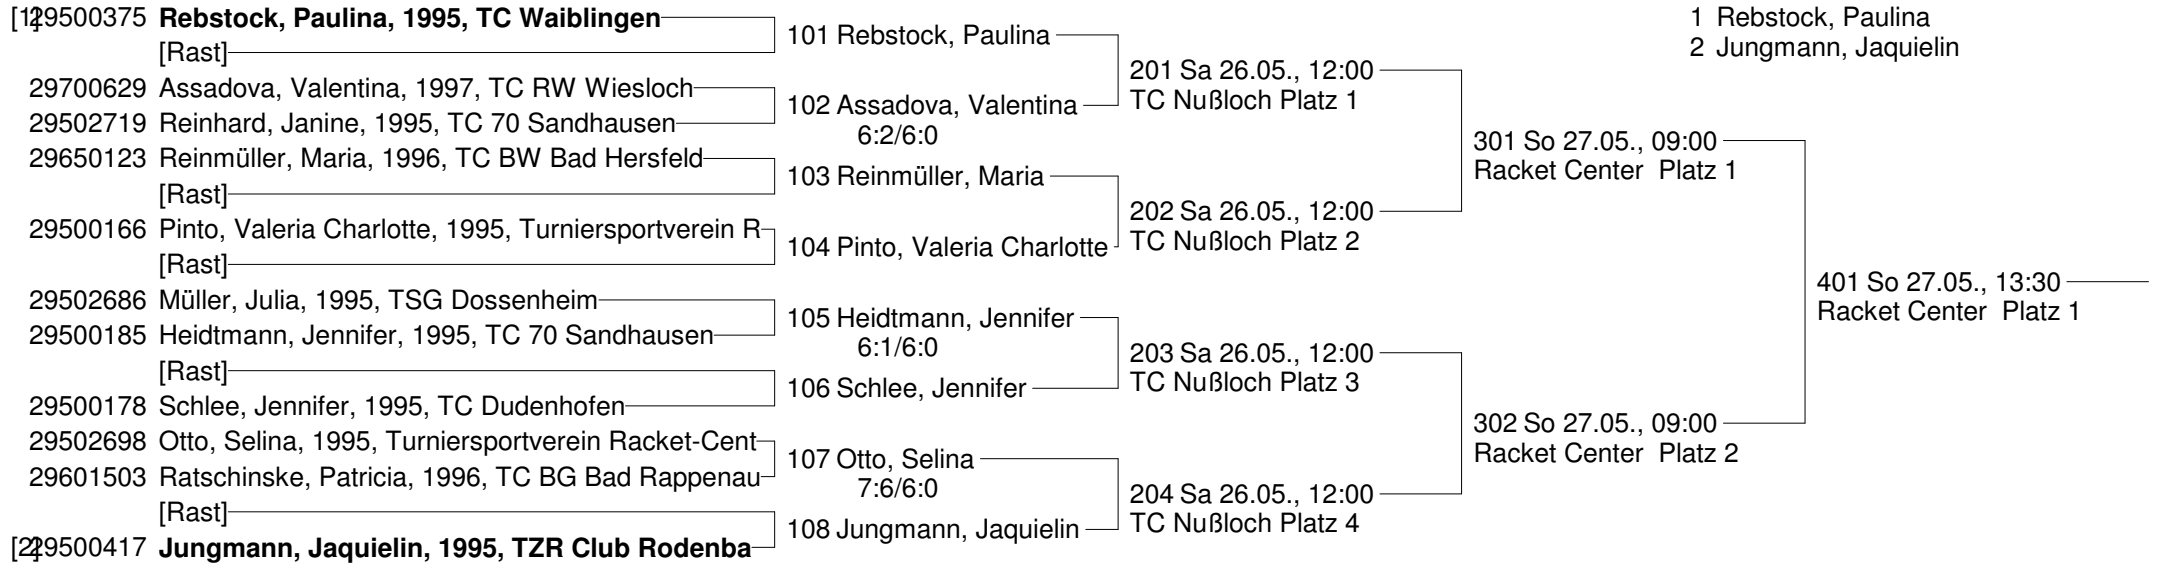 [1]29500375 Rebstock, Paulina, 1995, TC Waiblingen
[Rast]
29700629 Assadova, Valentina, 1997, TC RW Wiesloch
29502719 Reinhard, Janine, 1995, TC 70 Sandhausen
29650123 Reinmüller, Maria, 1996, TC BW Bad Hersfeld
[Rast]
29500166 Pinto, Valeria Charlotte, 1995, Turniersportverein R
[Rast]
29502686 Müller, Julia, 1995, TSG Dossenheim
29500185 Heidtmann, Jennifer, 1995, TC 70 Sandhausen
[Rast]
29500178 Schlee, Jennifer, 1995, TC Dudenhofen
29502698 Otto, Selina, 1995, Turniersportverein Racket-Cent
29601503 Ratschinske, Patricia, 1996, TC BG Bad Rappenau
[Rast]
[2]29500417 Jungmann, Jaquielin, 1995, TZR Club Rodenba
101 Rebstock, Paulina
102 Assadova, Valentina
6:2/6:0
103 Reinmüller, Maria
104 Pinto, Valeria Charlotte
105 Heidtmann, Jennifer
6:1/6:0
106 Schlee, Jennifer
107 Otto, Selina
7:6/6:0
108 Jungmann, Jaquielin
201 Sa 26.05., 12:00
TC Nußloch Platz 1
202 Sa 26.05., 12:00
TC Nußloch Platz 2
203 Sa 26.05., 12:00
TC Nußloch Platz 3
204 Sa 26.05., 12:00
TC Nußloch Platz 4
301 So 27.05., 09:00
Racket Center Platz 1
302 So 27.05., 09:00
Racket Center Platz 2
401 So 27.05., 13:30
Racket Center Platz 1
1 Rebstock, Paulina
2 Jungmann, Jaquielin